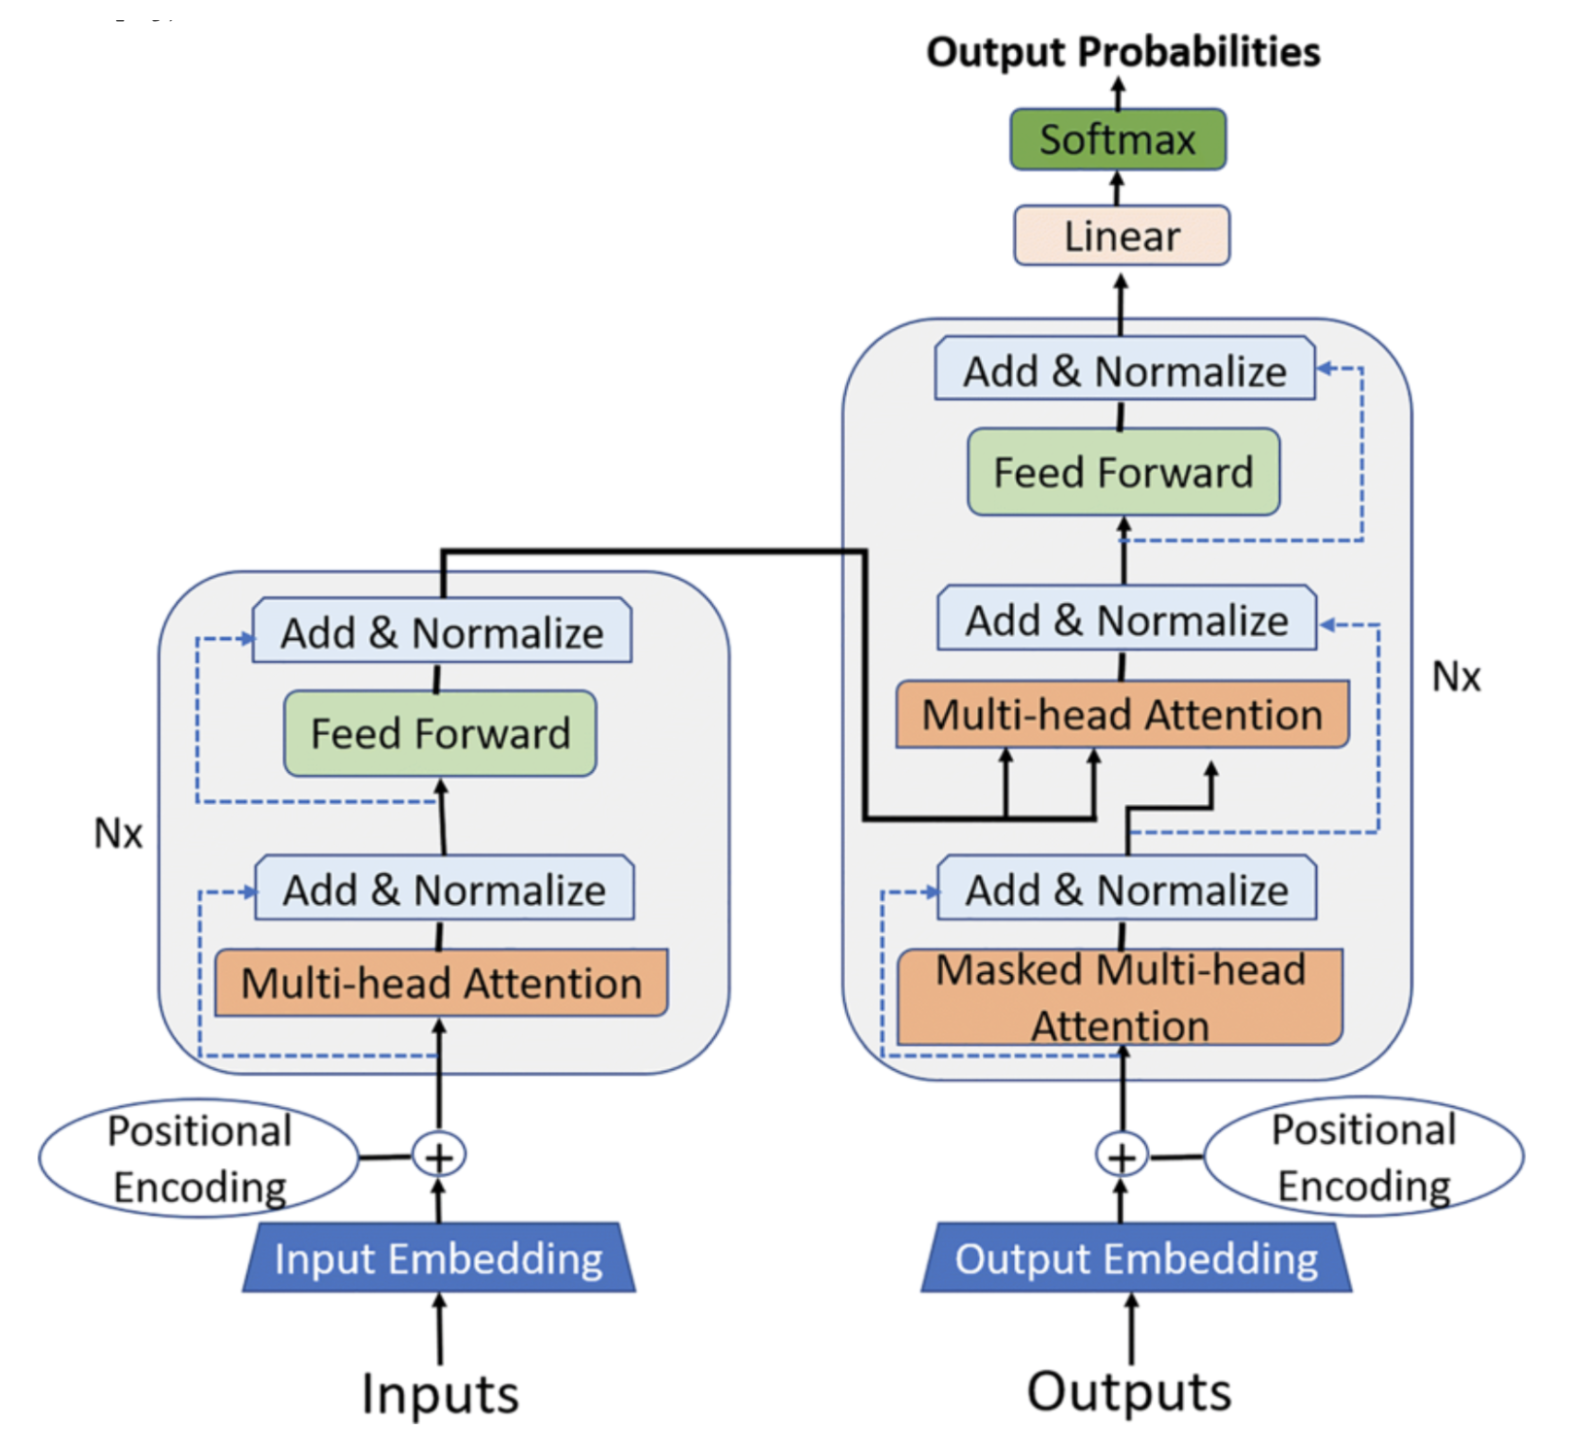 Output Probabilities
Softmax
Linear
Add & Normalize
Feed Forward
Add & Normalize
Multi-head Attention
Nx
Add & Normalize
Masked Multi-head
Attention
Positional
Encoding
Output Embedding
Outputs
Add & Normalize
Feed Forward
Nx
Add & Normalize
Multi-head Attention
Positional
Encoding
+
+
Input Embedding
Inputs